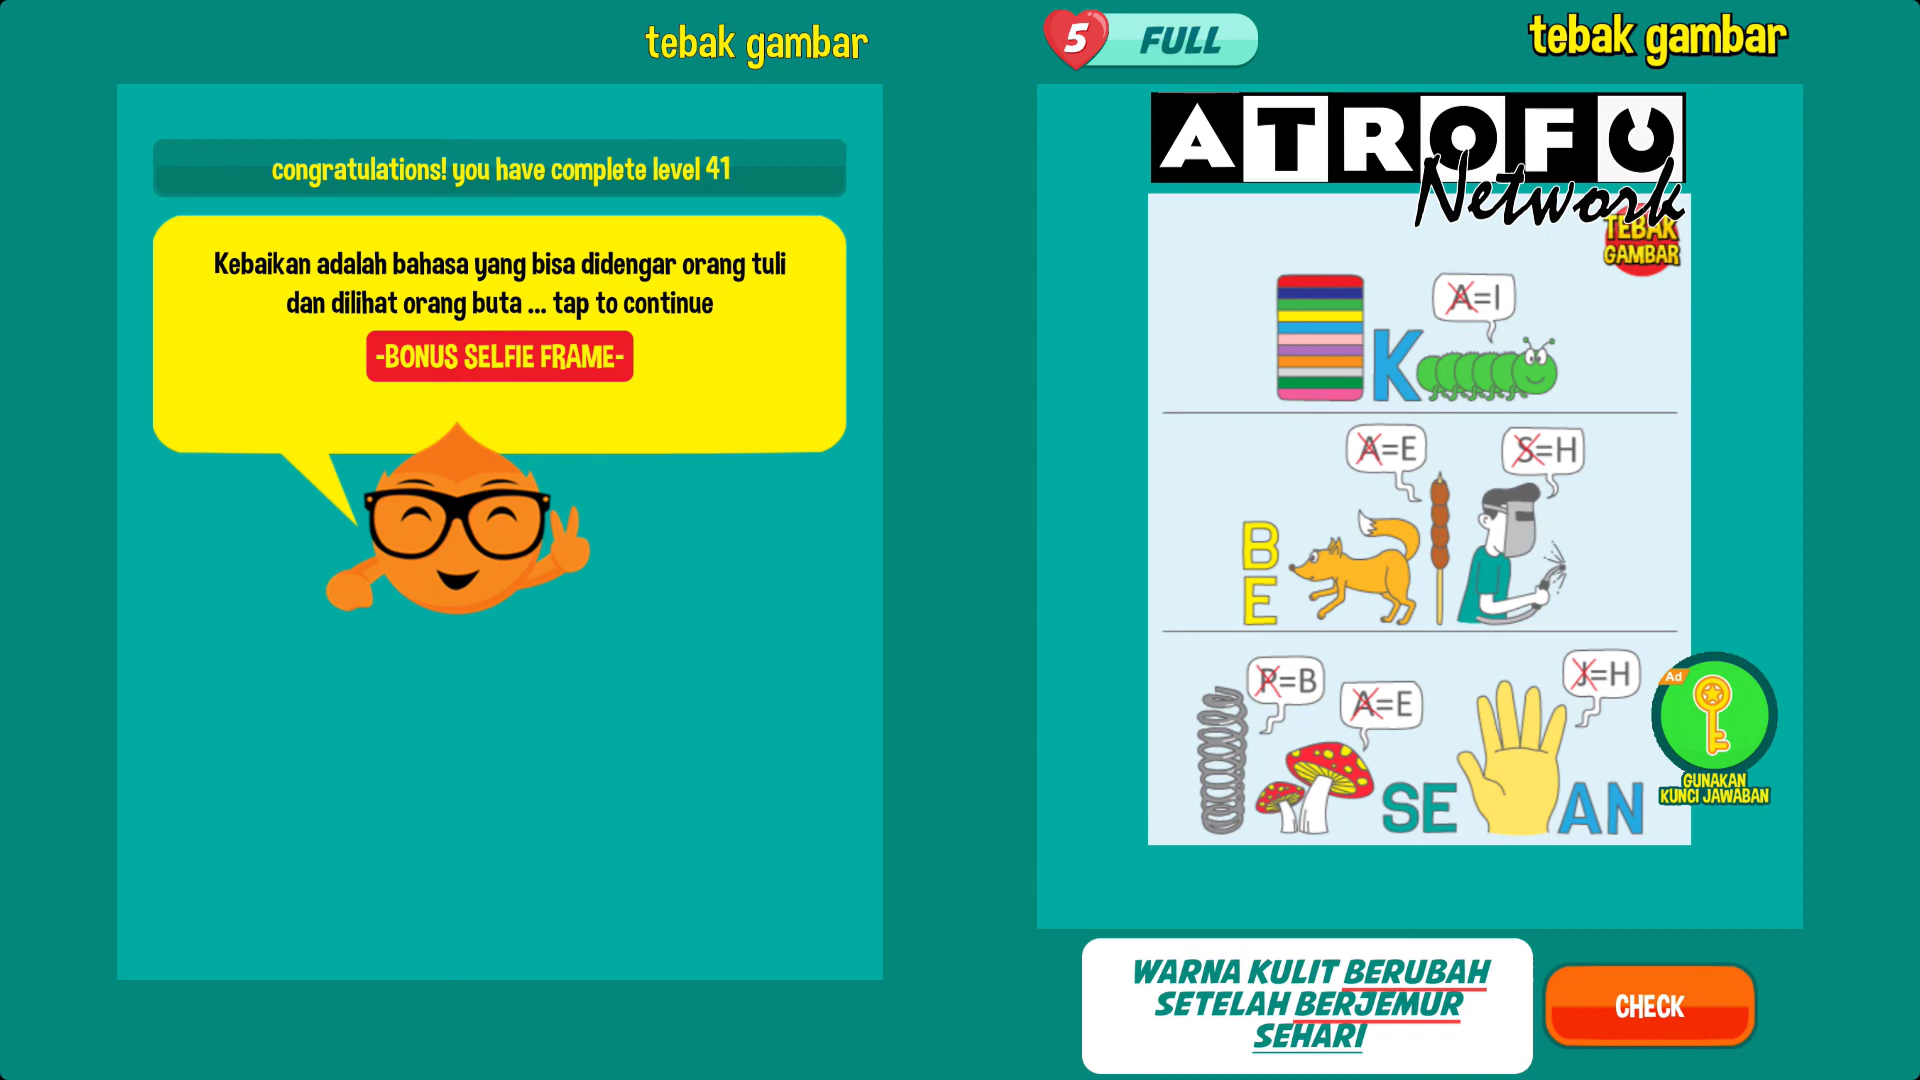 tebak gambar
congratulations! you have complete level 41
Kebaikan adalah bahasa yang bisa didengar orang tuli
dan dilihat orang buta ... tap to continue
-BONUS SELFIE FRAME-
5 FULL
tebak gambar
ATROFU
Network
TEBAK
GAMBAR
A=I
K
A=E
S=H
B
E
P=B
A=E
J=H
SE
AN
Ad
GUNAKAN
KUNCI JAWABAN
WARNA KULIT BERUBAH
SETELAH BERJEMUR
SEHARI
CHECK